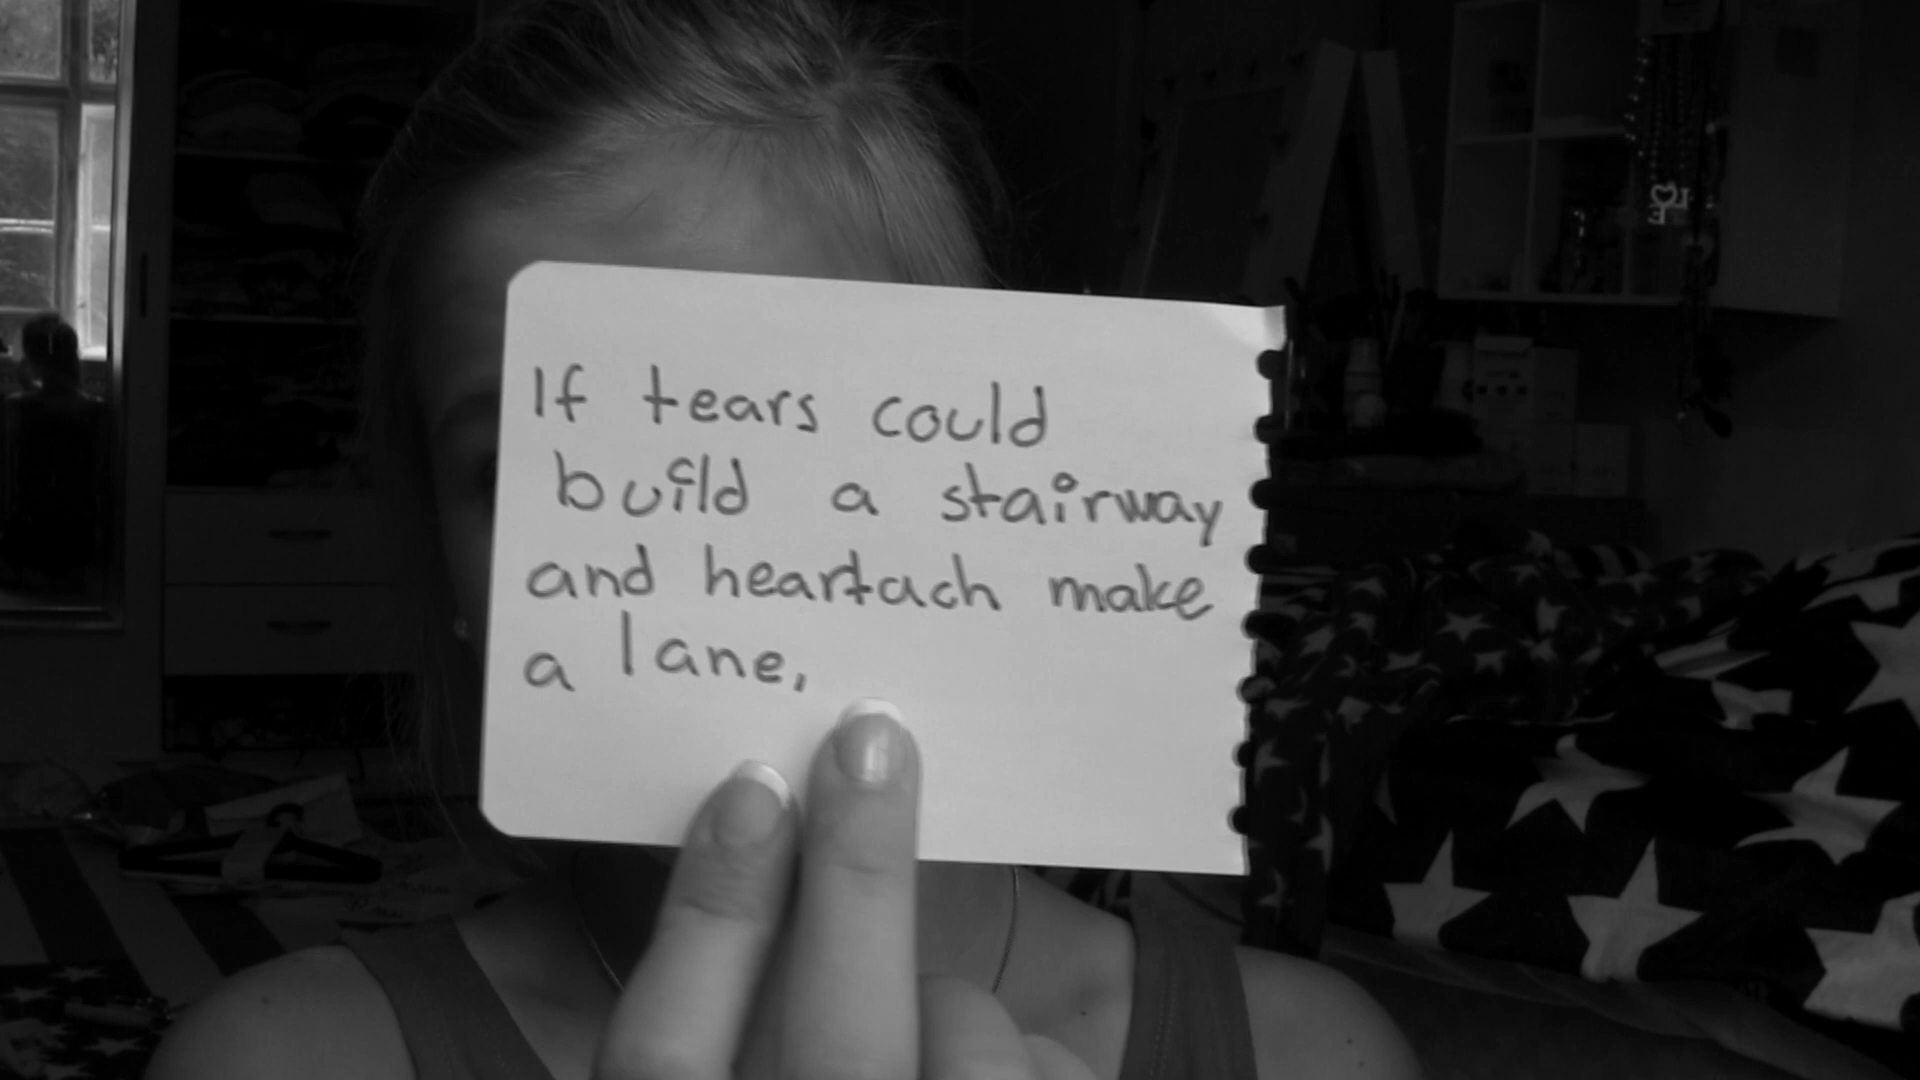 If tears could
build a stairway
and heartach make
a lane,